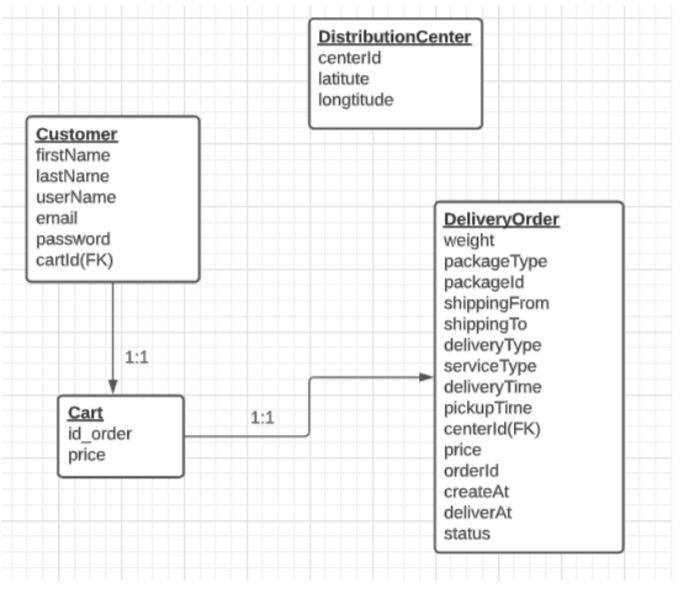 DistributionCenter
centerId
latitute
longtitude
Customer
firstName
lastName
userName
email
password
cartId(FK)
1:1
Cart
id_order
price
1:1
DeliveryOrder
weight
packageType
packageId
shippingFrom
shippingTo
deliveryType
serviceType
deliveryTime
pickupTime
centerId(FK)
price
orderId
createAt
deliverAt
status